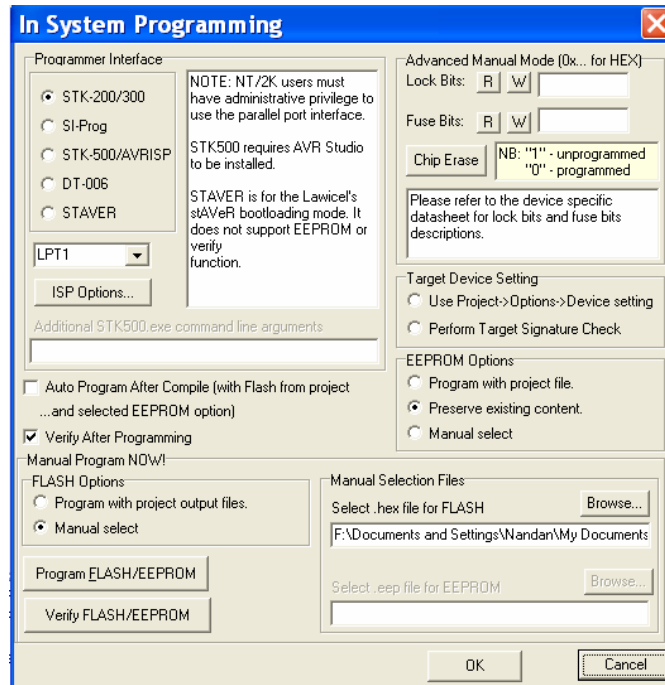 In System Programming
Programmer Interface
STK-200/300
SI-Prog
STK-500/AVRISP
DT-006
STAVER
LPT1
ISP Options...
NOTE: NT/2K users must
have administrative privilege to
use the parallel port interface.
STK500 requires AVR Studio
to be installed.
STAVER is for the Lawicel's
stAVeR bootloading mode. It
does not support EEPROM or
verify
function.
Additional STK500.exe command line arguments
Auto Program After Compile (with Flash from project
...and selected EEPROM option)
Verify After Programming
Advanced Manual Mode (0x... for HEX)
Lock Bits: R W
Fuse Bits: R W
Chip Erase
NB: "1" - unprogrammed
"0" - programmed
Please refer to the device specific
datasheet for lock bits and fuse bits
descriptions.
Target Device Setting
Use Project->Options->Device setting
Perform Target Signature Check
EEPROM Options
Program with project file.
Preserve existing content.
Manual select
Manual Program NOW!
FLASH Options
Program with project output files.
Manual select
Program FLASH/EEPROM
Verify FLASH/EEPROM
Manual Selection Files
Select .hex file for FLASH
Browse...
F:\Documents and Settings\Nandan\My Documents
Select .eep file for EEPROM
Browse...
OK
Cancel